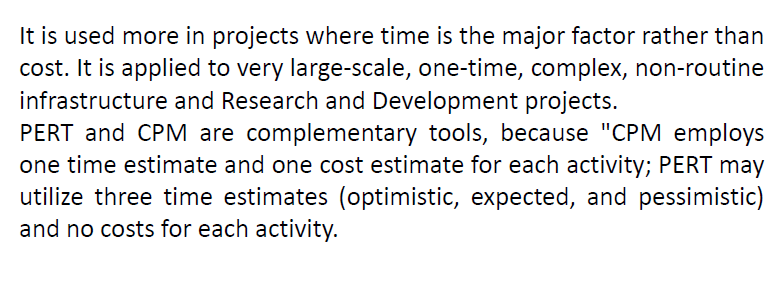 It is used more in projects where time is the major factor rather than
cost. It is applied to very large-scale, one-time, complex, non-routine
infrastructure and Research and Development projects.
PERT and CPM are complementary tools, because "CPM employs
one time estimate and one cost estimate for each activity; PERT may
utilize three time estimates (optimistic, expected, and pessimistic)
and no costs for each activity.